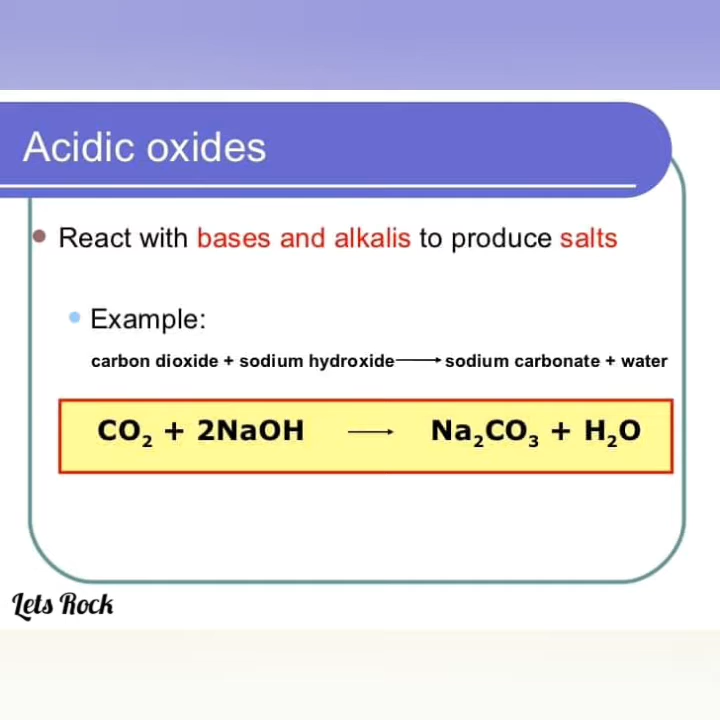 Acidic oxides
React with bases and alkalis to produce salts
Example:
carbon dioxide + sodium hydroxide ⟶ sodium carbonate + water
CO₂ + 2NaOH ⟶ Na₂CO₃ + H₂O
Lets Rock